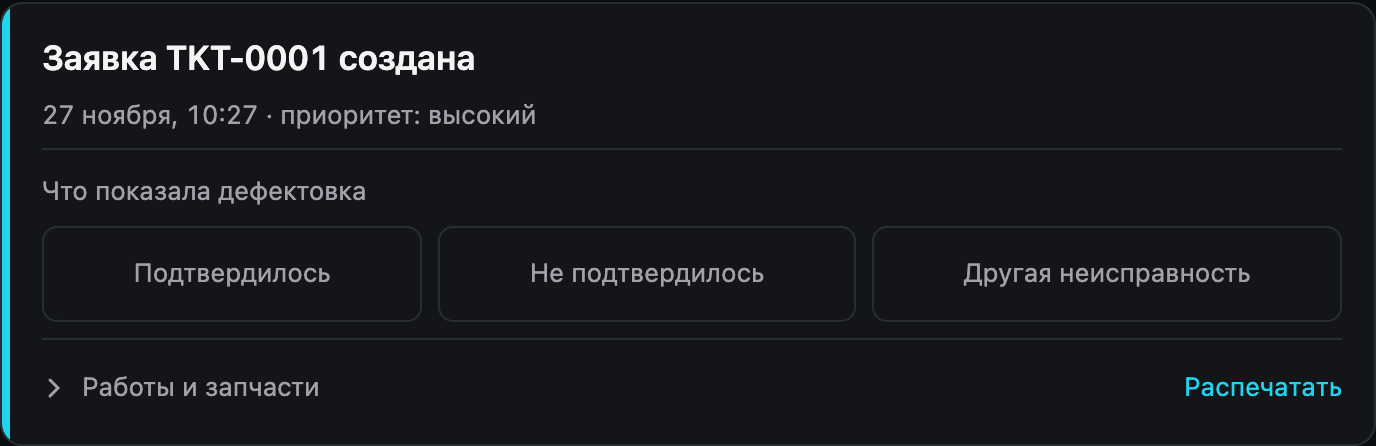 Заявка TKT-0001 создана
27 ноября, 10:27 · приоритет: высокий
Что показала дефектовка
Подтвердилось
Не подтвердилось
Другая неисправность
Работы и запчасти
Распечатать